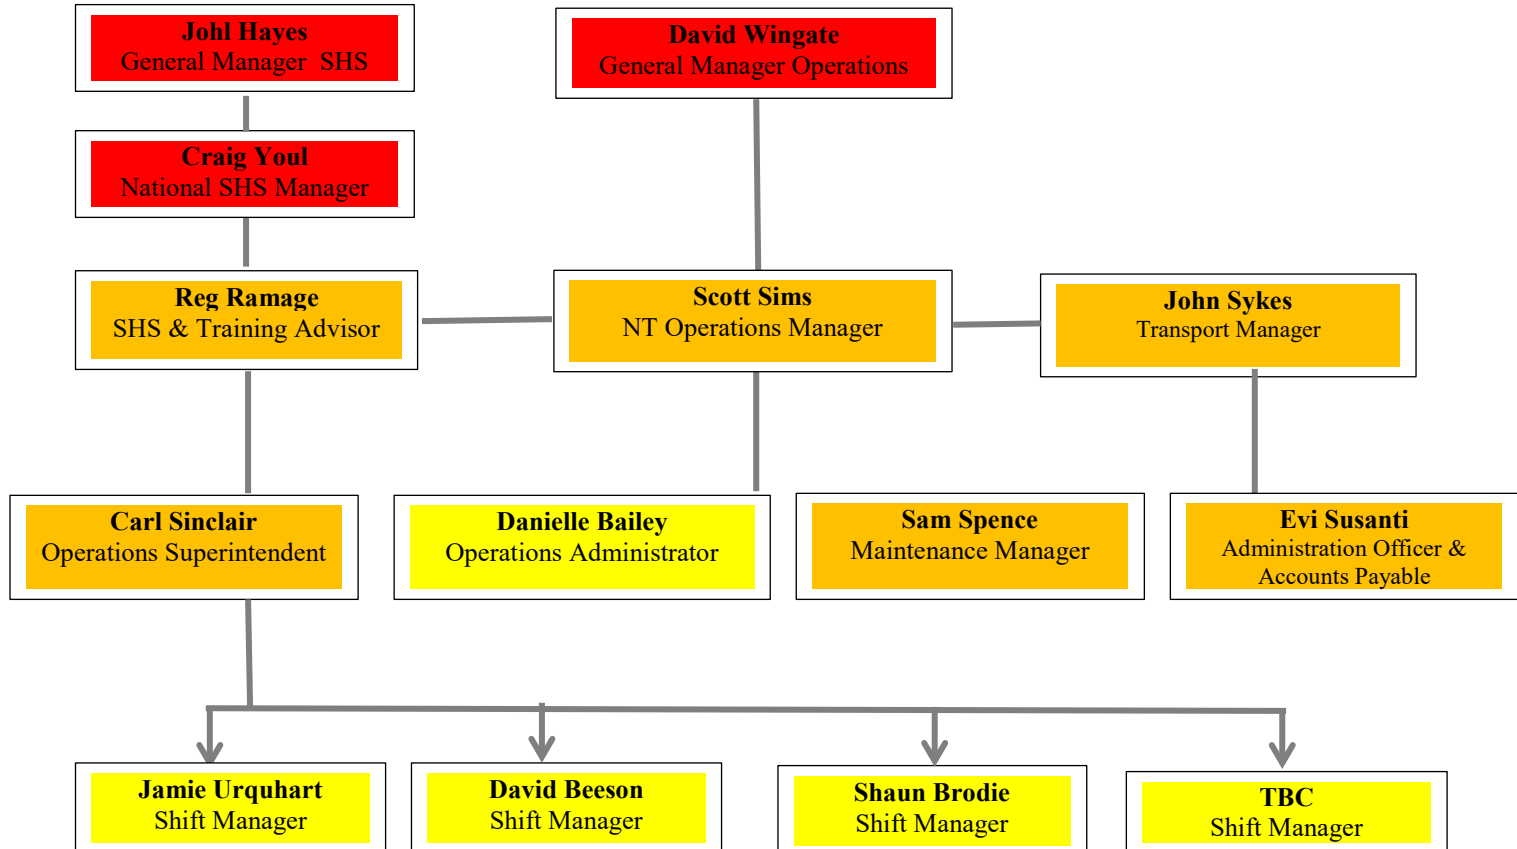 Johl Hayes
General Manager  SHS
David Wingate
General Manager Operations
Craig Youl
National SHS Manager
Reg Ramage
SHS & Training Advisor
Scott Sims
NT Operations Manager
John Sykes
Transport Manager
Carl Sinclair
Operations Superintendent
Danielle Bailey
Operations Administrator
Sam Spence
Maintenance Manager
Evi Susanti
Administration Officer &
Accounts Payable
Jamie Urquhart
Shift Manager
David Beeson
Shift Manager
Shaun Brodie
Shift Manager
TBC
Shift Manager